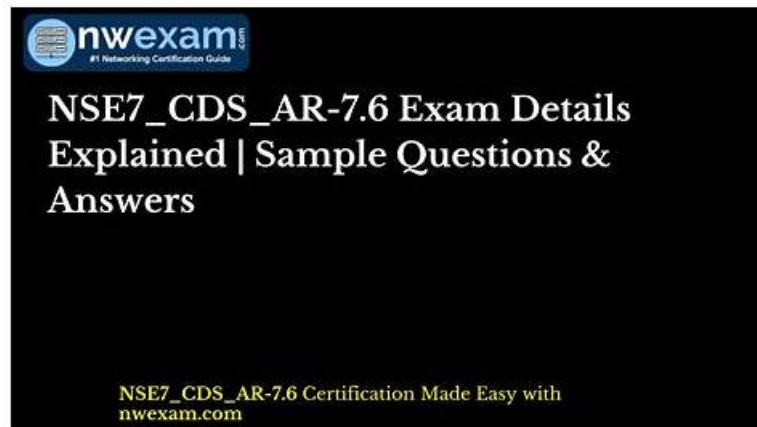 nwexam.com
#1 Networking Certification Guide
NSE7_CDS_AR-7.6 Exam Details
Explained | Sample Questions &
Answers
NSE7_CDS_AR-7.6 Certification Made Easy with
nwexam.com